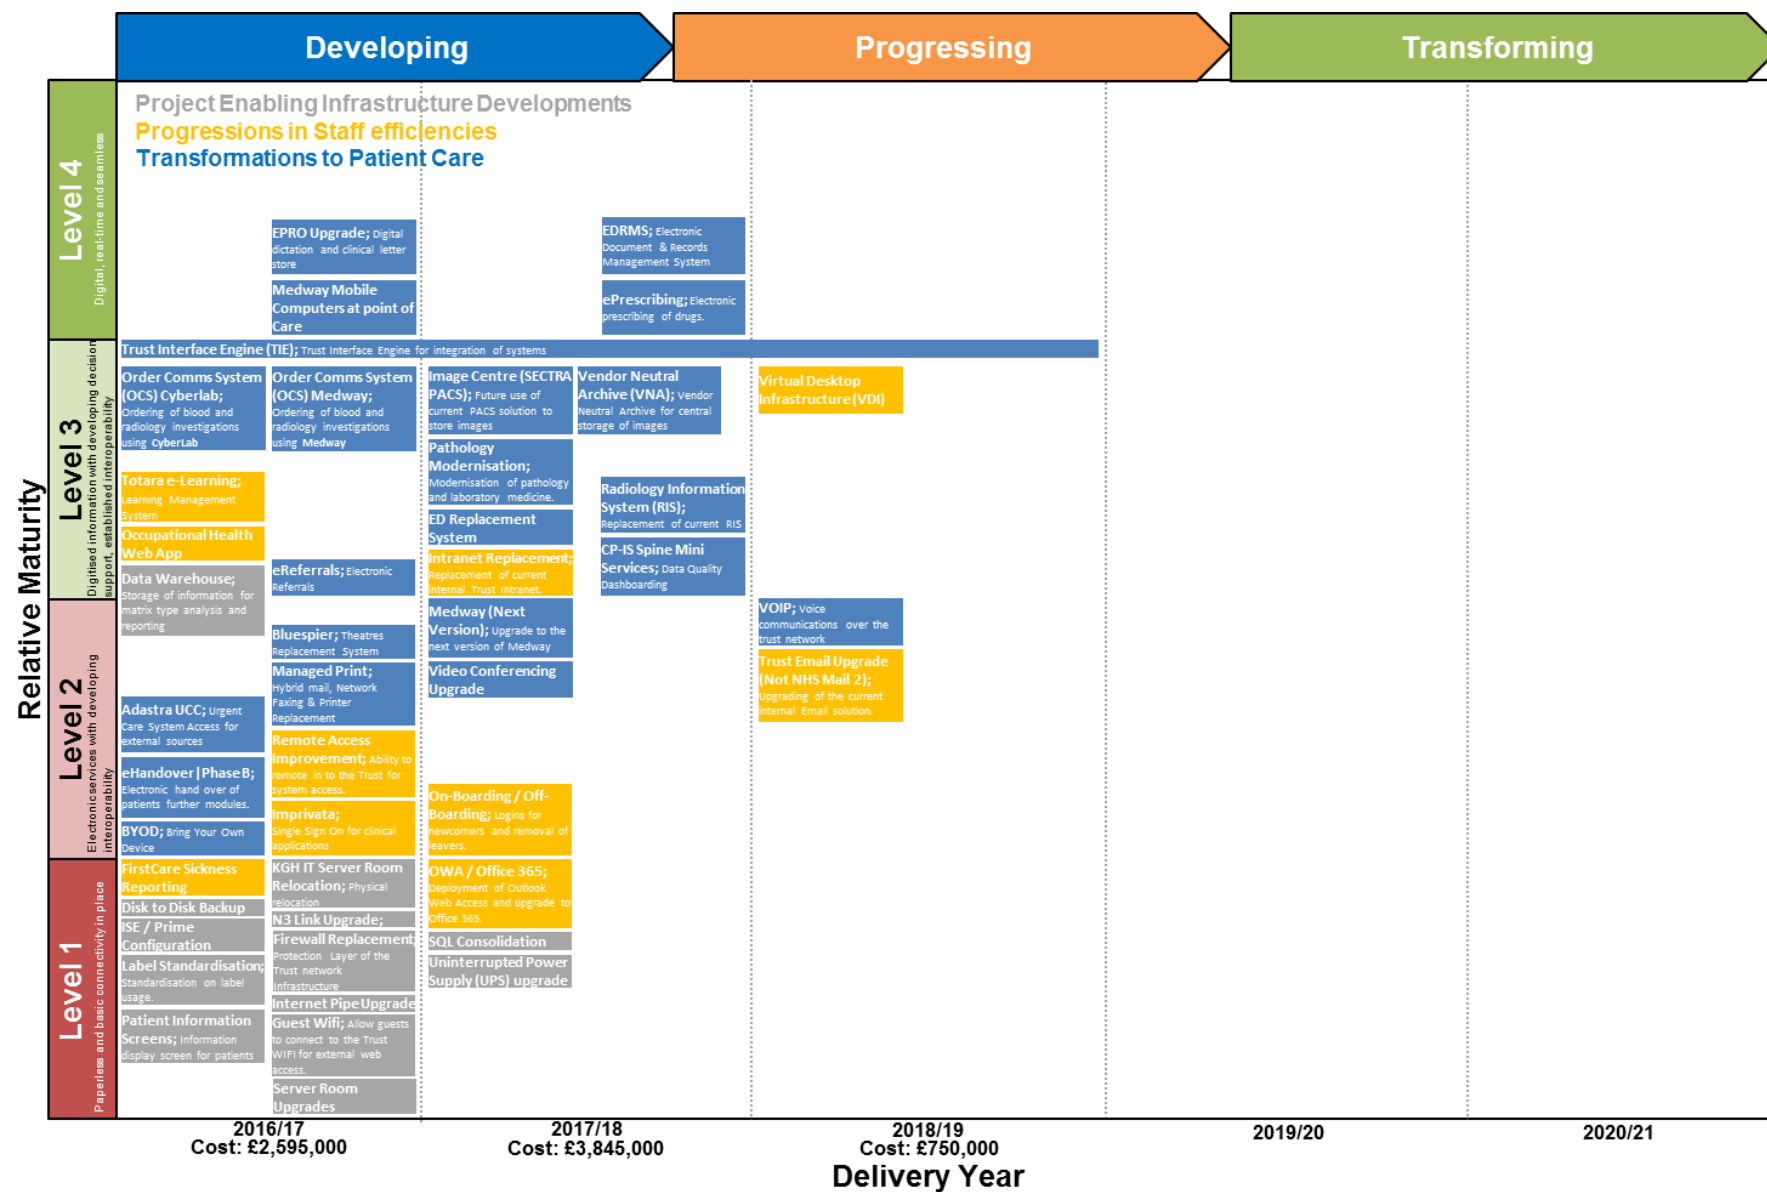 Developing
Progressing
Transforming
Project Enabling Infrastructure Developments
Progressions in Staff efficiencies
Transformations to Patient Care
Relative Maturity
Level 4
Digital, real-time and seamless
EPRO Upgrade; Digital
dictation and clinical letter
store
Medway Mobile
Computers at point of
Care
EDRMS; Electronic
Document & Records
Management System
ePrescribing; Electronic
prescribing of drugs.
Trust Interface Engine (TIE); Trust Interface Engine for integration of systems
Level 3
Digitised information with developing decision
support, established interoperability
Order Comms System
(OCS) Cyberlab;
Ordering of blood and
radiology investigations
using CyberLab
Totara e-Learning;
Learning Management
System
Occupational Health
Web App
Data Warehouse;
Storage of information for
matrix type analysis and
reporting
Order Comms System
(OCS) Medway;
Ordering of blood and
radiology investigations
using Medway
eReferrals; Electronic
Referrals
Image Centre (SECTRA
PACS); Future use of
current PACS solution to
store images
Pathology
Modernisation;
Modernisation of pathology
and laboratory medicine.
ED Replacement
System
Intranet Replacement;
Replacement of current
internal Trust Intranet.
Vendor Neutral
Archive (VNA); Vendor
Neutral Archive for central
storage of images
Radiology Information
System (RIS);
Replacement of current RIS
CP-IS Spine Mini
Services; Data Quality
Dashboarding
Virtual Desktop
Infrastructure (VDI)
Level 2
Electronic services with developing
interoperability
Adastra UCC; Urgent
Care System Access for
external sources
eHandover|Phase B;
Electronic hand over of
patients further modules.
BYOD; Bring Your Own
Device
Bluespier; Theatres
Replacement System
Managed Print;
Hybrid mail, Network
Faxing & Printer
Replacement
Remote Access
Improvement; Ability to
remote in to the Trust for
system access.
Imprivata;
Single Sign On for clinical
applications
Medway (Next
Version); Upgrade to the
next version of Medway
Video Conferencing
Upgrade
On-Boarding / Off-
Boarding; Logins for
newcomers and removal of
leavers.
VOIP; Voice
communications over the
trust network
Trust Email Upgrade
(Not NHS Mail 2);
Upgrading of the current
internal Email solution.
Level 1
Paperless and basic connectivity in place
FirstCare Sickness
Reporting
Disk to Disk Backup
ISE / Prime
Configuration
Label Standardisation;
Standardisation on label
usage.
Patient Information
Screens; Information
display screen for patients
KGH IT Server Room
Relocation; Physical
relocation
N3 Link Upgrade;
Firewall Replacement;
Protection Layer of the
Trust network
Infrastructure
Internet Pipe Upgrade
Guest Wifi; Allow guests
to connect to the Trust
WIFI for external web
access.
Server Room
Upgrades
OWA / Office 365;
Deployment of Outlook
Web Access and upgrade to
Office 365.
SQL Consolidation
Uninterrupted Power
Supply (UPS) upgrade
2016/17
Cost: £2,595,000
2017/18
Cost: £3,845,000
2018/19
Cost: £750,000
2019/20
2020/21
Delivery Year